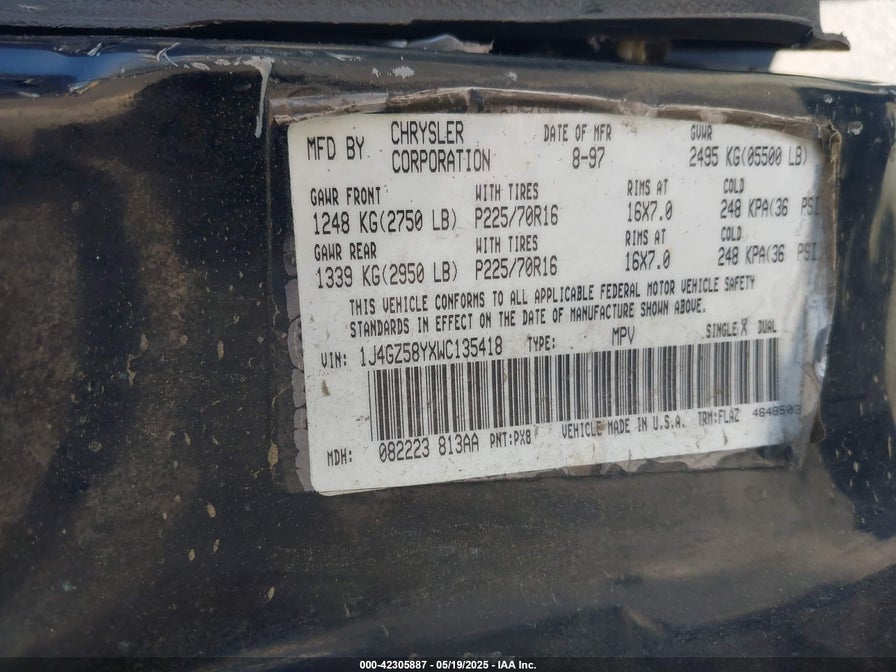 MFD BY CHRYSLER CORPORATION DATE OF MFR 8-97 GVWR 2495 KG(05500 LB)
GAWR FRONT WITH TIRES RIMS AT COLD
1248 KG(2750 LB) P225/70R16 16X7.0 248 KPA(36 PSI
GAWR REAR WITH TIRES RIMS AT COLD
1339 KG(2950 LB) P225/70R16 16X7.0 248 KPA(36 PSI
THIS VEHICLE CONFORMS TO ALL APPLICABLE FEDERAL MOTOR VEHICLE SAFETY
STANDARDS IN EFFECT ON THE DATE OF MANUFACTURE SHOWN ABOVE.
VIN: 1J4GZ58YXWC135418 TYPE: MPV SINGLE X DUAL
MDH: 082223 813AA PNT:PX8 VEHICLE MADE IN U.S.A. TRM:FLAZ 4648503
000-42305887 - 05/19/2025 - IAA Inc.